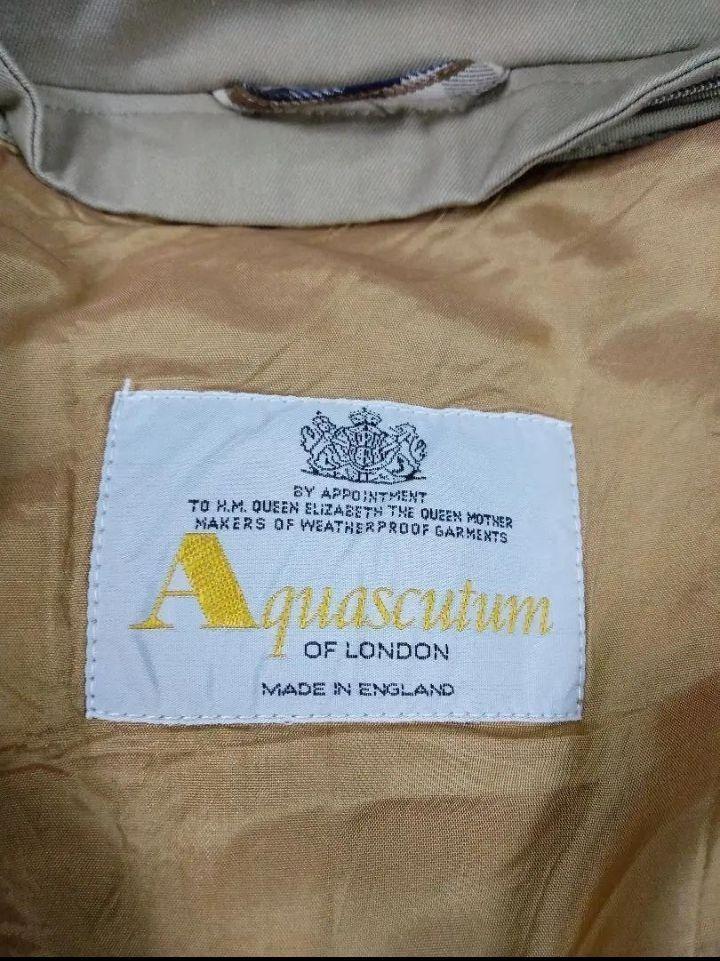 BY APPOINTMENT
TO H.M. QUEEN ELIZABETH THE QUEEN MOTHER
MAKERS OF WEATHERPROOF GARMENTS
Aquascutum
OF LONDON
MADE IN ENGLAND